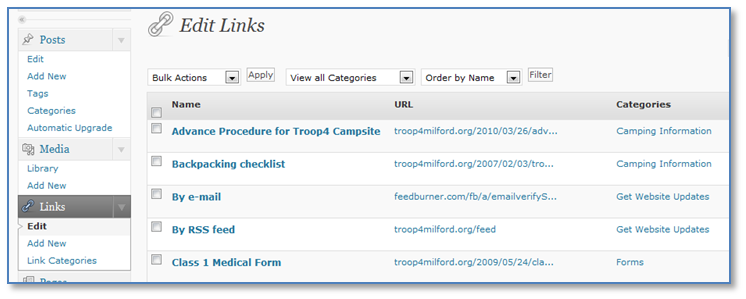 Posts
Edit
Add New
Tags
Categories
Automatic Upgrade
Media
Library
Add New
Links
Edit
Add New
Link Categories
Pages
Edit Links
Bulk Actions Apply View all Categories Order by Name Filter
Name URL Categories
Advance Procedure for Troop4 Campsite troop4milford.org/2010/03/26/adv... Camping Information
Backpacking checklist troop4milford.org/2007/02/03/tro... Camping Information
By e-mail feedburner.com/fb/a/emailverifyS... Get Website Updates
By RSS feed troop4milford.org/feed Get Website Updates
Class 1 Medical Form troop4milford.org/2009/05/24/cla... Forms